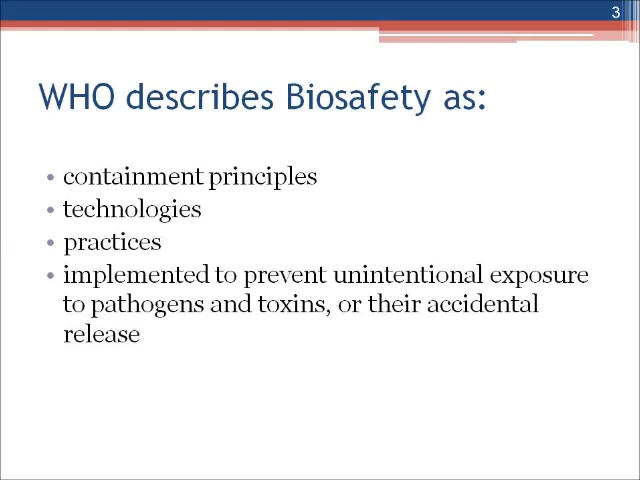 3
WHO describes Biosafety as:
• containment principles
• technologies
• practices
• implemented to prevent unintentional exposure
to pathogens and toxins, or their accidental
release